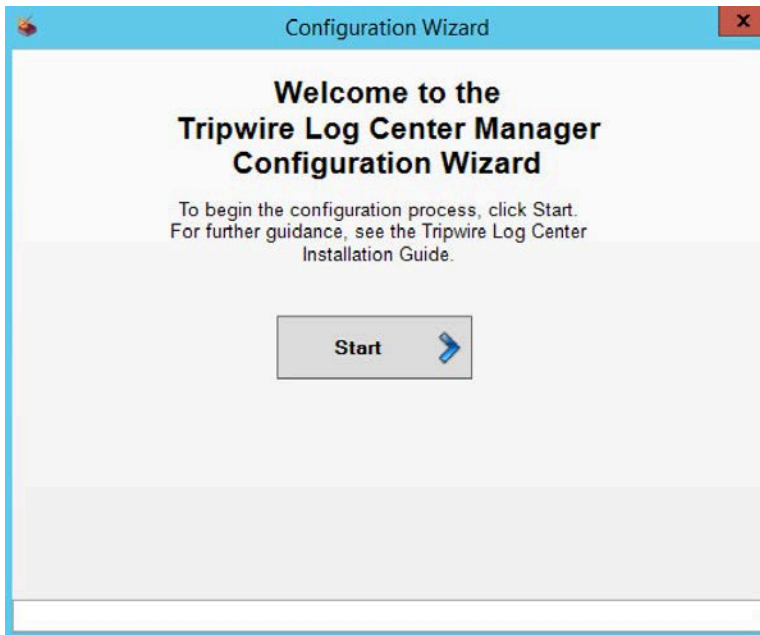 Configuration Wizard
x
Welcome to the
Tripwire Log Center Manager
Configuration Wizard
To begin the configuration process, click Start.
For further guidance, see the Tripwire Log Center
Installation Guide.
Start